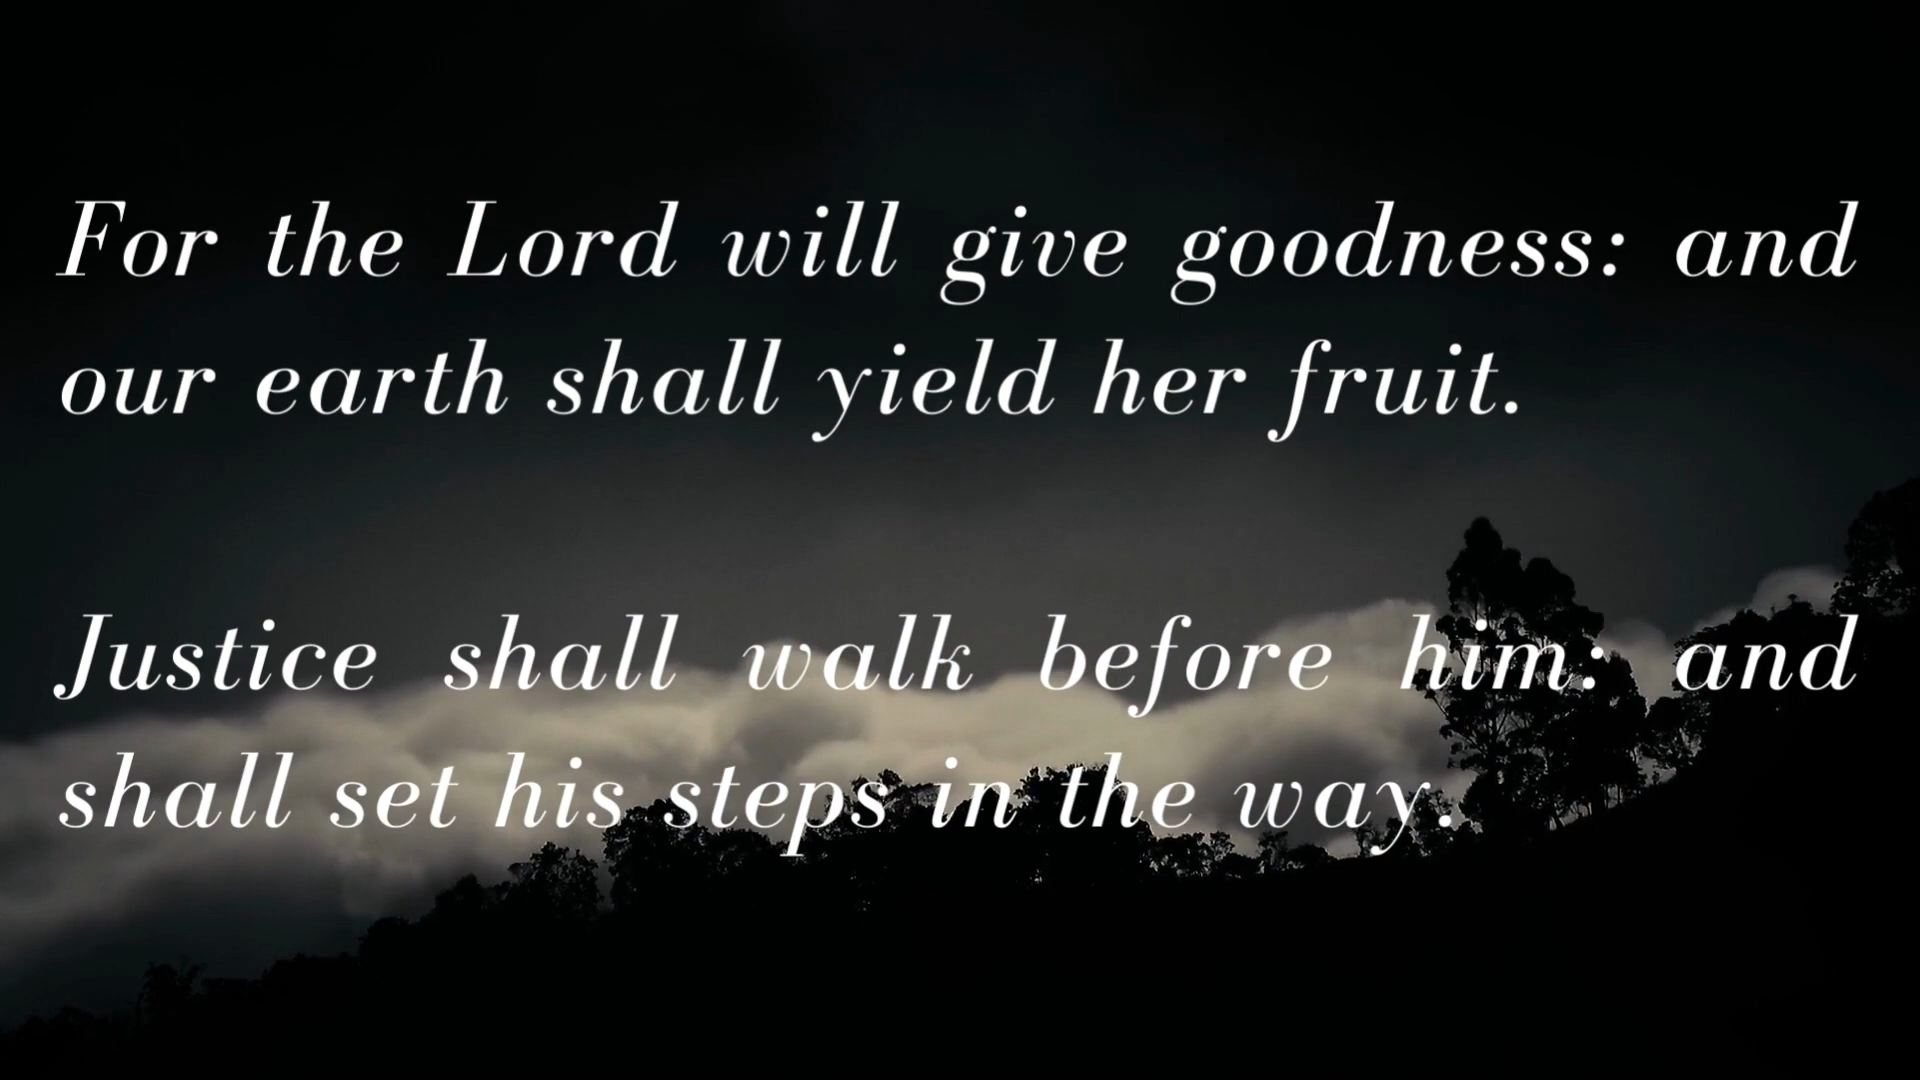 For the Lord will give goodness: and
our earth shall yield her fruit.
Justice shall walk before him: and
shall set his steps in the way.